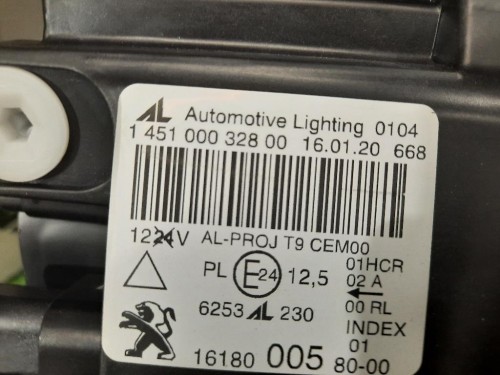 AL Automotive Lighting 0104
1 451 000 328 00 16.01.20 668
1224V AL-PROJ T9 CEM00
PL E24 12,5 01HCR
02 A
00 RL
6253 AL 230 INDEX
01
16180 005 80-00